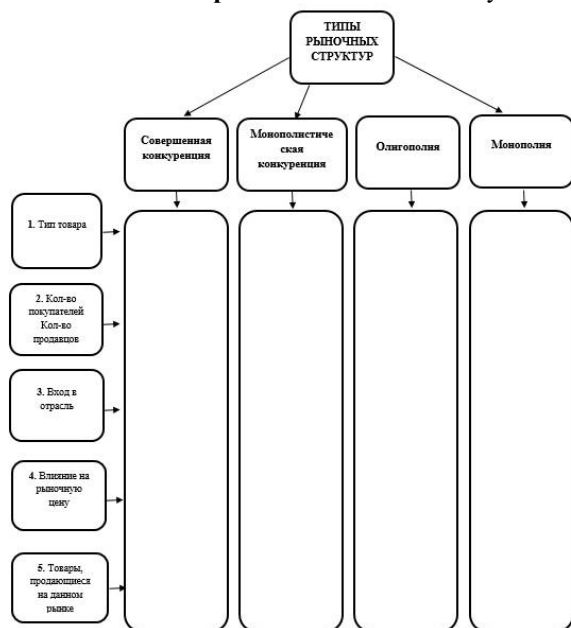 ТИПЫ
РЫНОЧНЫХ
СТРУКТУР
Совершенная
конкуренция
Монополистиче
ская
конкуренция
Олигополия
Монополия
1. Тип товара
2. Кол-во
покупателей
Кол-во
продавцов
3. Вход в
отрасль
4. Влияние на
рыночную
цену
5. Товары,
продающиеся
на данном
рынке